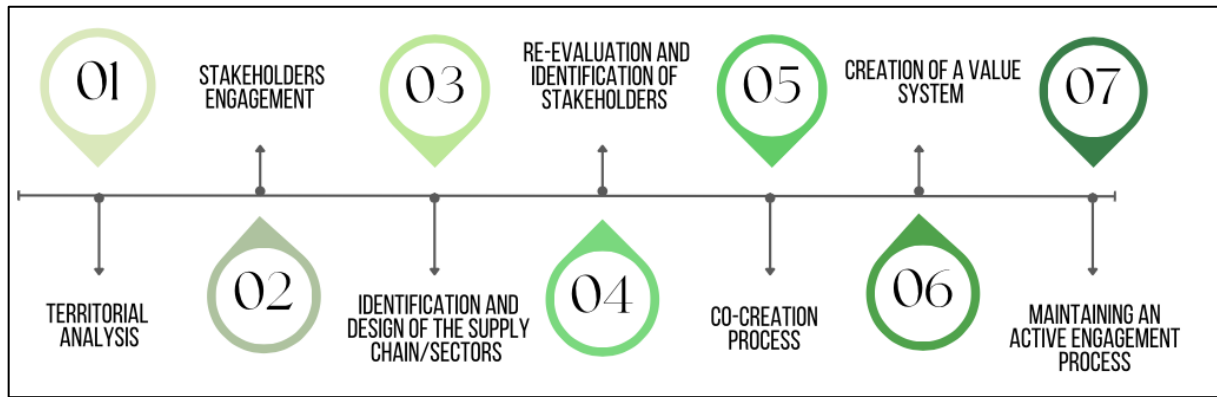 01
TERRITORIAL
ANALYSIS
STAKEHOLDERS
ENGAGEMENT
02
03
IDENTIFICATION AND
DESIGN OF THE SUPPLY
CHAIN/SECTORS
RE-EVALUATION AND
IDENTIFICATION OF
STAKEHOLDERS
04
05
CO-CREATION
PROCESS
CREATION OF A VALUE
SYSTEM
06
07
MAINTAINING AN
ACTIVE ENGAGEMENT
PROCESS